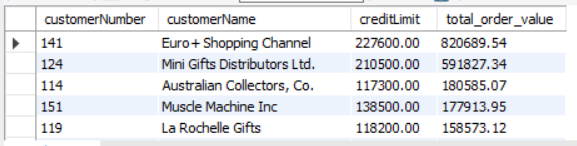 customerNumber customerName creditLimit total_order_value
141 Euro+ Shopping Channel 227600.00 820689.54
124 Mini Gifts Distributors Ltd. 210500.00 591827.34
114 Australian Collectors, Co. 117300.00 180585.07
151 Muscle Machine Inc 138500.00 177913.95
119 La Rochelle Gifts 118200.00 158573.12